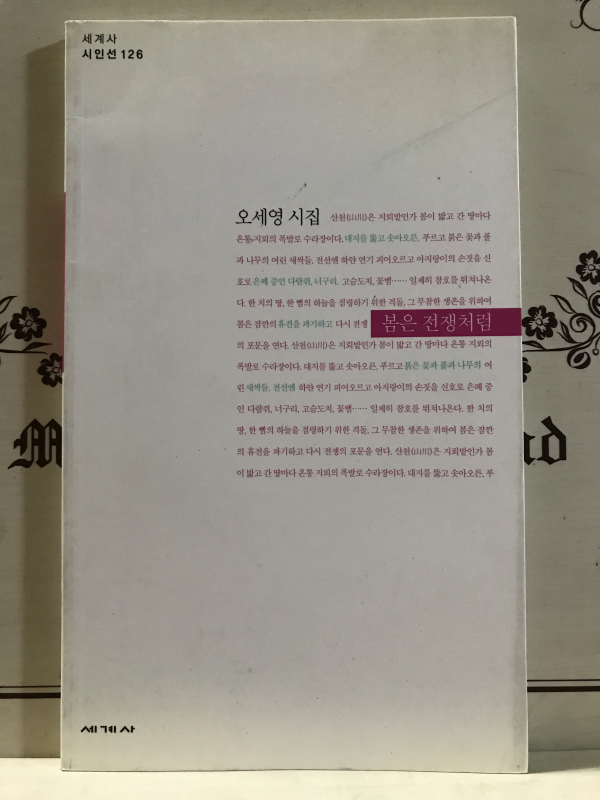 세계사
시인선 126
오세영 시집 산천(山川)은 지뢰밭인가 봄이 밟고 간 땅마다
온통 지뢰의 폭발로 수라장이다. 대지를 뚫고 솟아오른, 푸르고 붉은 꽃과 풀
과 나무의 어린 새싹들, 전선엔 하얀 연기 피어오르고 아지랑이의 손짓을 신
호로 은폐 중인 다람쥐, 너구리, 고슴도치, 꽃뱀…… 일제히 참호를 뛰쳐나온
다. 한 치의 땅, 한 뼘의 하늘을 점령하기 위한 격돌, 그 무참한 생존을 위하여
봄은 잠깐의 휴전을 파기하고 다시 전쟁 봄은 전쟁처럼
의 포문을 연다. 산천(山川)은 지뢰밭인가 봄이 밟고 간 땅마다 온통 지뢰의
폭발로 수라장이다. 대지를 뚫고 솟아오른, 푸르고 붉은 꽃과 풀과 나무의 어
린 새싹들, 전선엔 하얀 연기 피어오르고 아지랑이의 손짓을 신호로 은폐 중
인 다람쥐, 너구리, 고슴도치, 꽃뱀…… 일제히 참호를 뛰쳐나온다. 한 치의
땅, 한 뼘의 하늘을 점령하기 위한 격돌, 그 무참한 생존을 위하여 봄은 잠깐
의 휴전을 파기하고 다시 전쟁의 포문을 연다. 산천(山川)은 지뢰밭인가 봄
이 밟고 간 땅마다 온통 지뢰의 폭발로 수라장이다. 대지를 뚫고 솟아오른, 푸
세계사